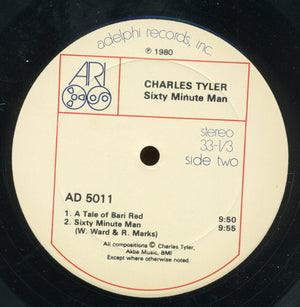 adelphi records, inc.
℗ 1980
ARI
CHARLES TYLER
Sixty Minute Man
stereo
33-1/3
side two
AD 5011
1. A Tale of Bari Red 9:50
2. Sixty Minute Man 9:55
(W. Ward & R. Marks)
All compositions © Charles Tyler,
Akba Music, BMI
Except where otherwise noted.